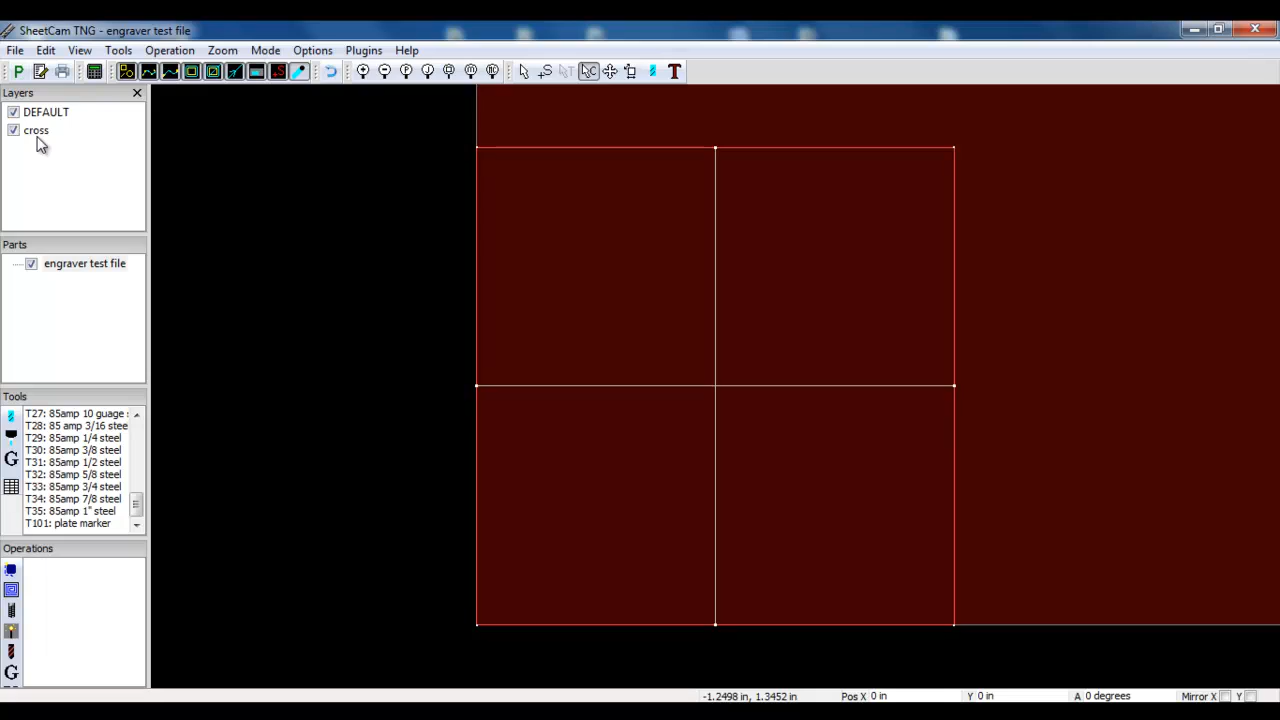 SheetCam TNG - engraver test file
File Edit View Tools Operation Zoom Mode Options Plugins Help
P S T C T
Layers
DEFAULT
cross
Parts
engraver test file
Tools
T27: 85amp 10 guage s
T28: 85 amp 3/16 stee
T29: 85amp 1/4 steel
T30: 85amp 3/8 steel
T31: 85amp 1/2 steel
T32: 85amp 5/8 steel
T33: 85amp 3/4 steel
T34: 85amp 7/8 steel
T35: 85amp 1" steel
T101: plate marker
G
Operations
G
-1.2498 in, 1.3452 in Pos X 0 in Y 0 in A 0 degrees Mirror X Y